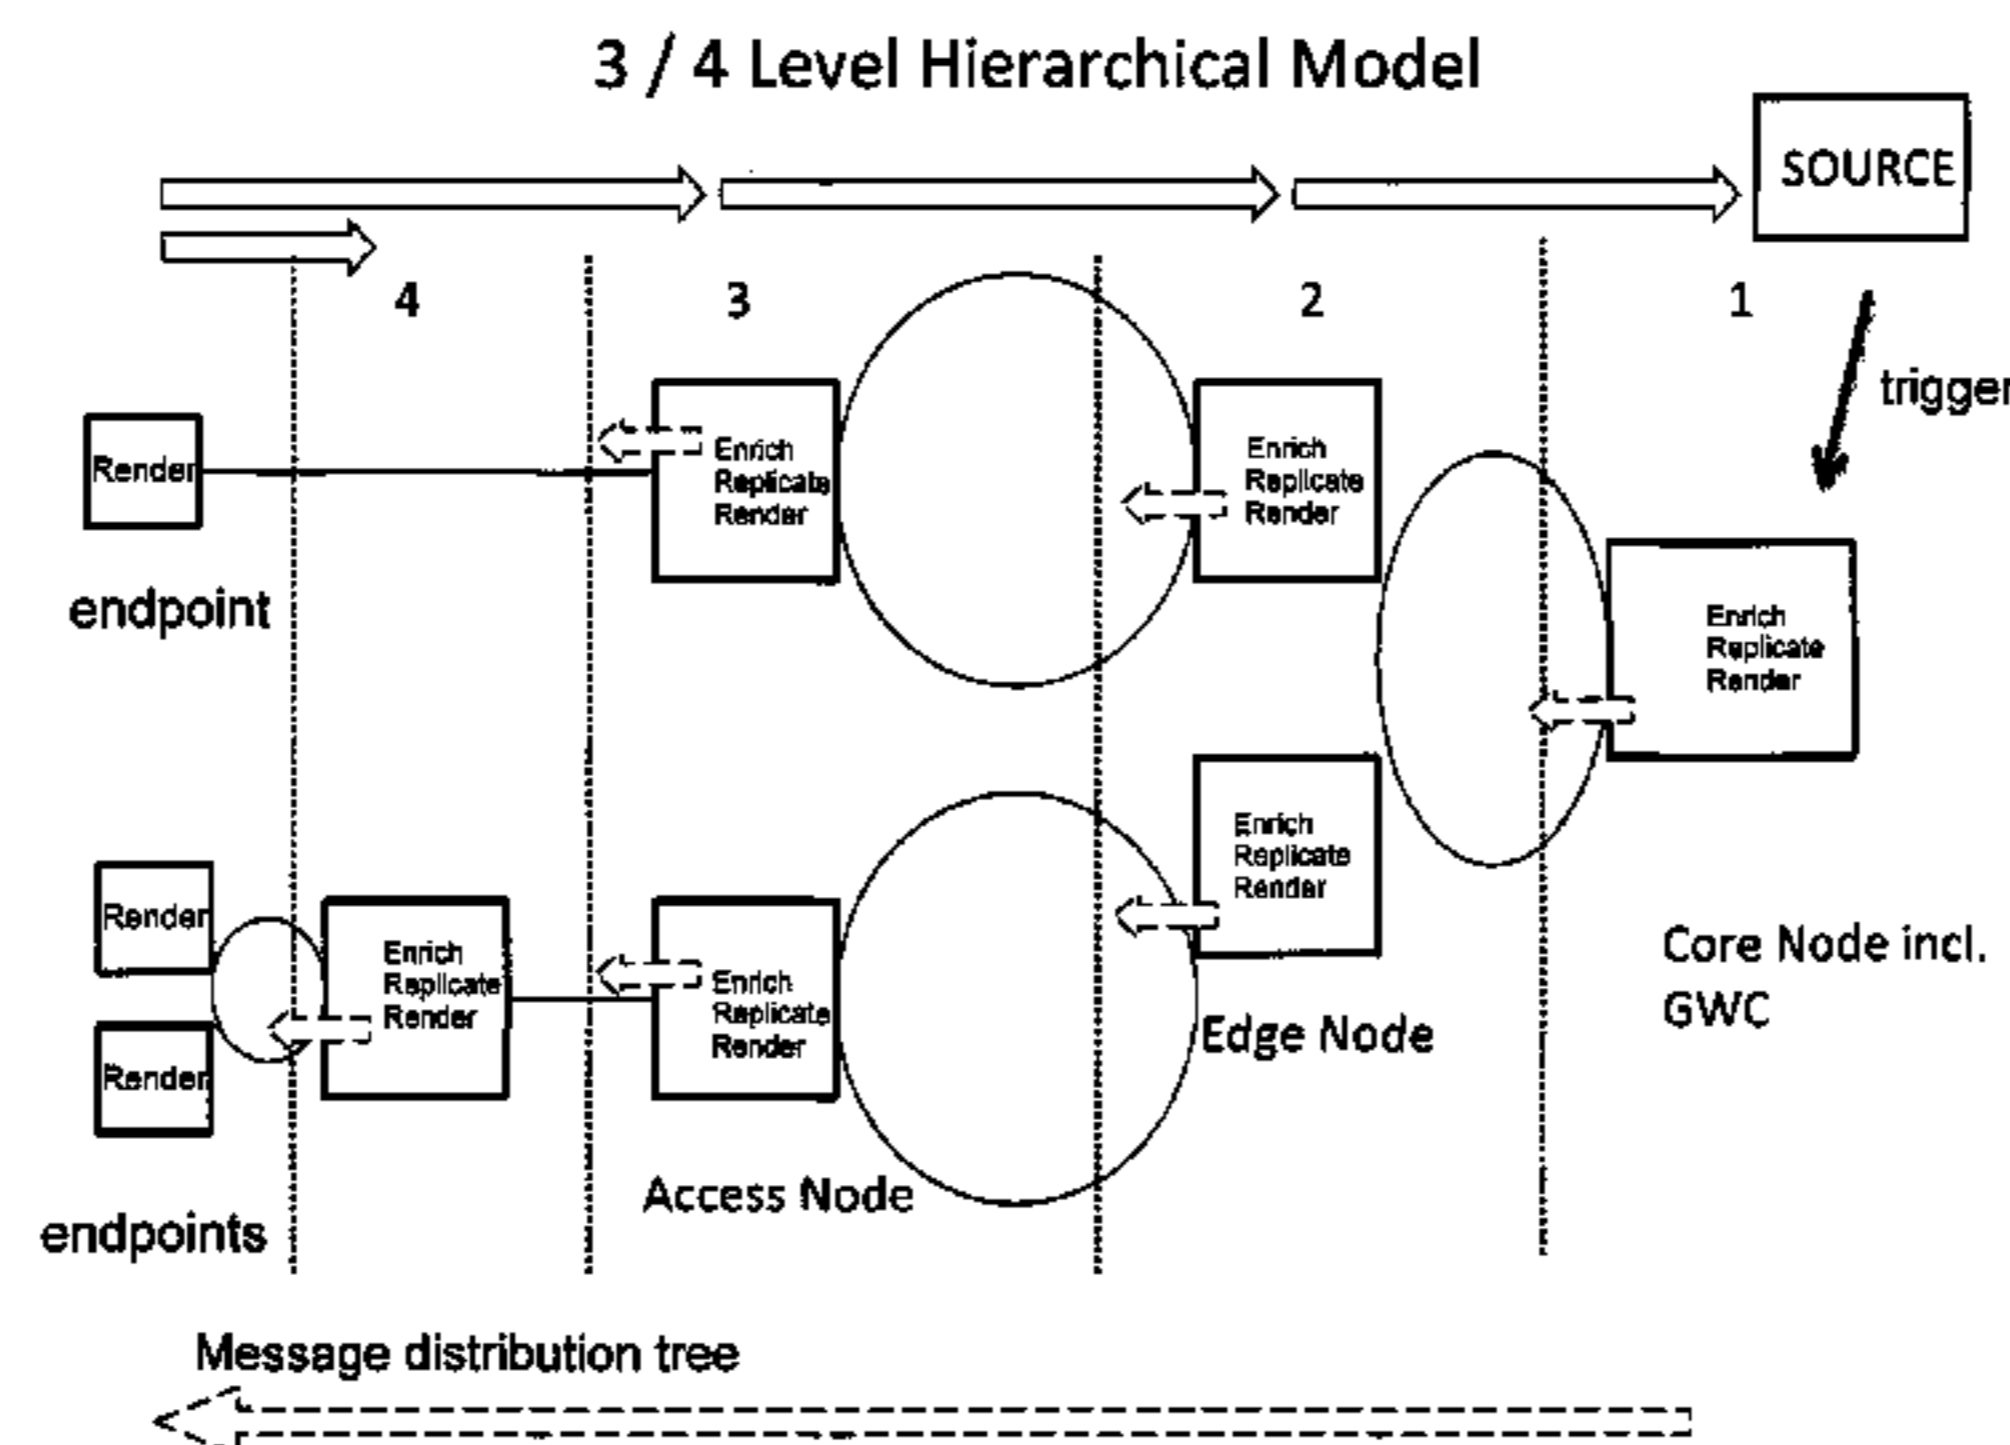 3 / 4 Level Hierarchical Model
SOURCE
4
3
2
1
trigger
Render
Enrich
Replicate
Render
Enrich
Replicate
Render
endpoint
Enrich
Replicate
Render
Enrich
Replicate
Render
Render
Enrich
Replicate
Render
Enrich
Replicate
Render
Core Node incl.
GWC
Edge Node
Render
Access Node
endpoints
Message distribution tree